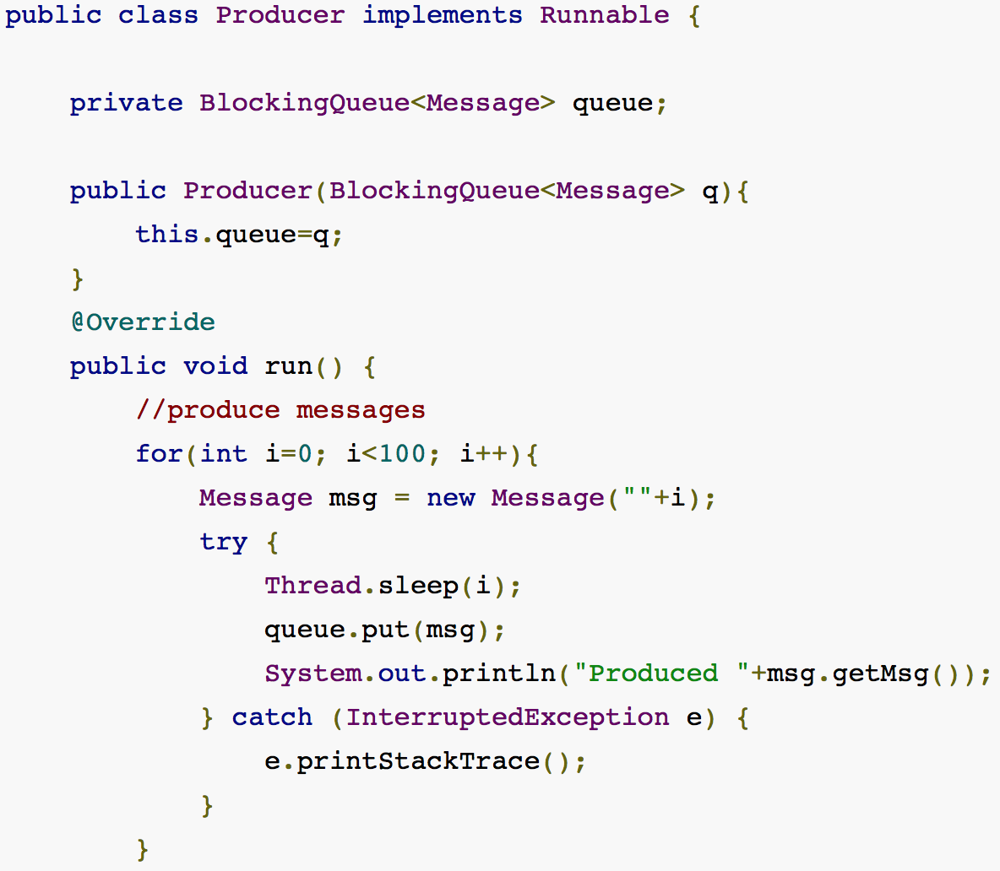 public class Producer implements Runnable {
    private BlockingQueue<Message> queue;
    public Producer(BlockingQueue<Message> q){
        this.queue=q;
    }
    @Override
    public void run() {
        //produce messages
        for(int i=0; i<100; i++){
            Message msg = new Message(""+i);
            try {
                Thread.sleep(i);
                queue.put(msg);
                System.out.println("Produced "+msg.getMsg());
            } catch (InterruptedException e) {
                e.printStackTrace();
            }
        }